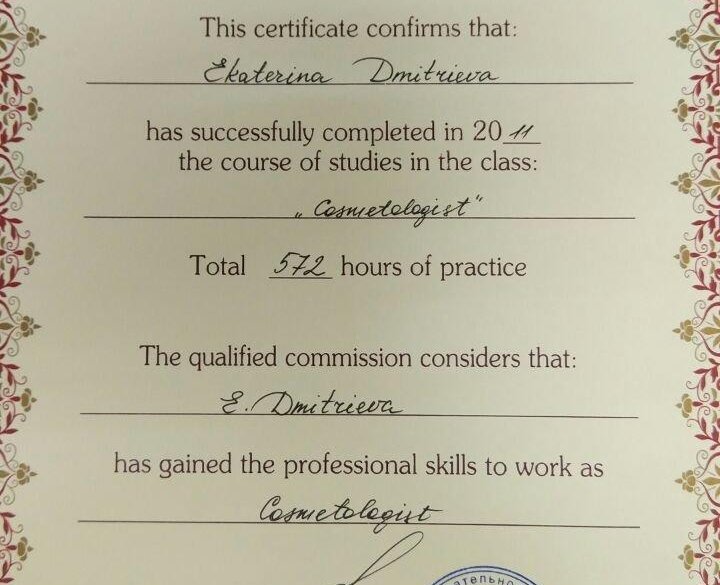 This certificate confirms that:
Ekaterina Dmitrieva
has successfully completed in 2011
the course of studies in the class:
„Cosmetologist"
Total 572 hours of practice
The qualified commission considers that:
E. Dmitrieva
has gained the professional skills to work as
Cosmetologist